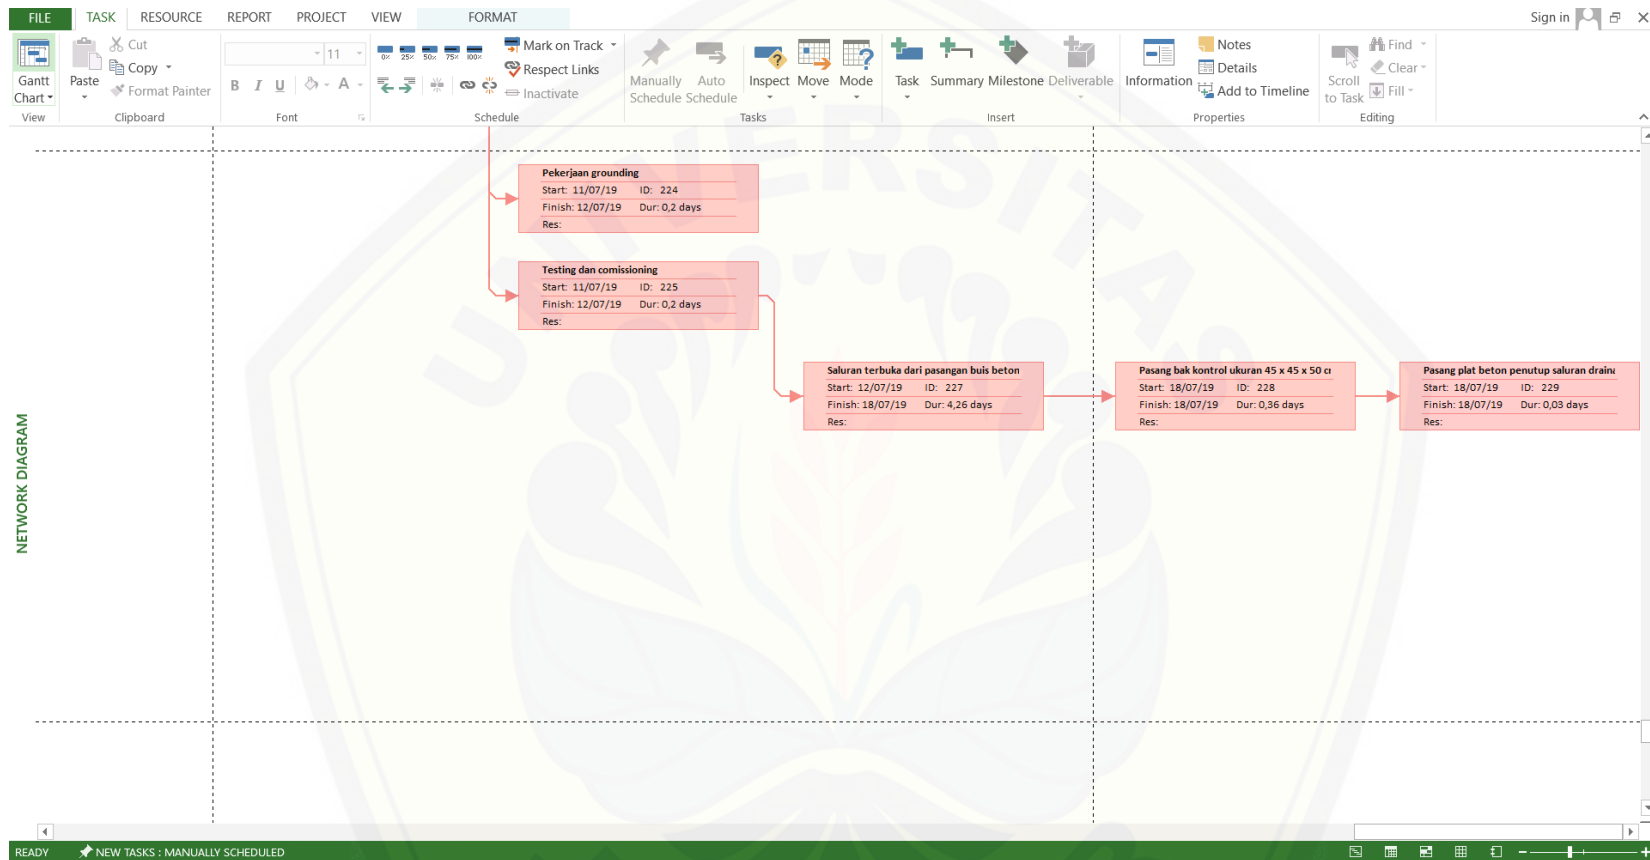 FILE TASK RESOURCE REPORT PROJECT VIEW FORMAT Sign in
Gantt Chart
View
Paste
Cut
Copy
Format Painter
Clipboard
11
B I U A
Font
0% 25% 50% 75% 100%
Mark on Track
Respect Links
Inactivate
Schedule
Manually Schedule
Auto Schedule
Inspect
Move
Mode
Tasks
Task
Summary
Milestone
Deliverable
Insert
Information
Notes
Details
Add to Timeline
Properties
Scroll to Task
Find
Clear
Fill
Editing
UNIVERSITAS
NETWORK DIAGRAM
Pekerjaan grounding
Start: 11/07/19 ID: 224
Finish: 12/07/19 Dur: 0,2 days
Res:
Testing dan comissioning
Start: 11/07/19 ID: 225
Finish: 12/07/19 Dur: 0,2 days
Res:
Saluran terbuka dari pasangan buis beton
Start: 12/07/19 ID: 227
Finish: 18/07/19 Dur: 4,26 days
Res:
Pasang bak kontrol ukuran 45 x 45 x 50
Start: 18/07/19 ID: 228
Finish: 18/07/19 Dur: 0,36 days
Res:
Pasang plat beton penutup saluran
Start: 18/07/19 ID: 229
Finish: 18/07/19 Dur: 0,03 days
Res:
READY NEW TASKS : MANUALLY SCHEDULED